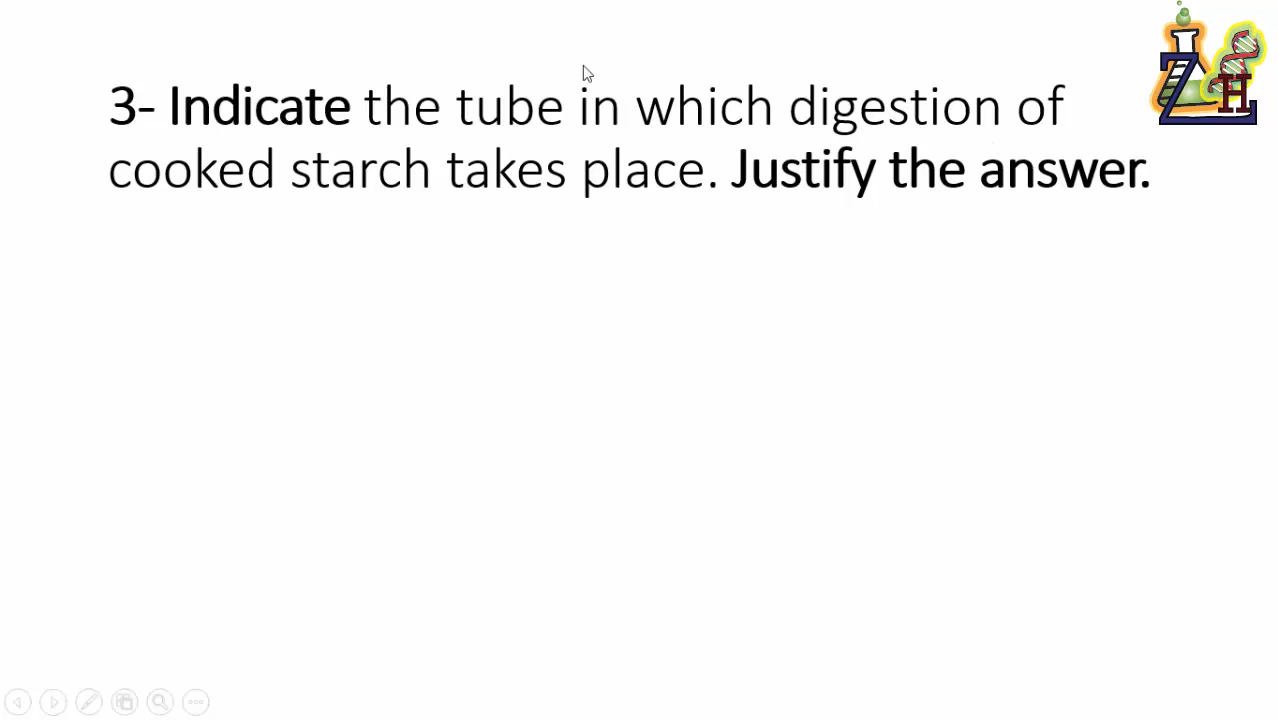 3- Indicate the tube in which digestion of
cooked starch takes place. Justify the answer.
Z H